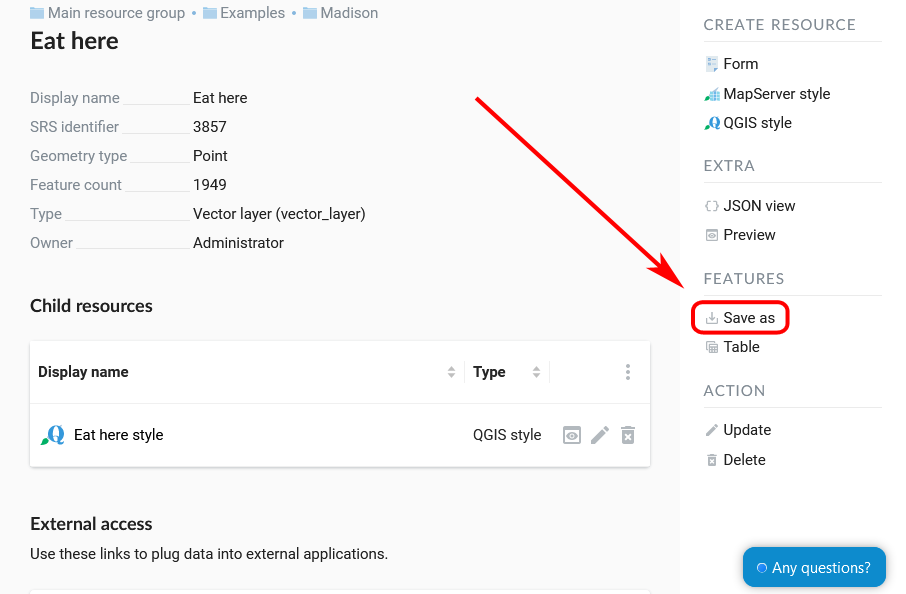 Main resource group • Examples • Madison
Eat here
Display name Eat here
SRS identifier 3857
Geometry type Point
Feature count 1949
Type Vector layer (vector_layer)
Owner Administrator
Child resources
Display name Type
Eat here style QGIS style
External access
Use these links to plug data into external applications.
CREATE RESOURCE
Form
MapServer style
QGIS style
EXTRA
JSON view
Preview
FEATURES
Save as
Table
ACTION
Update
Delete
Any questions?